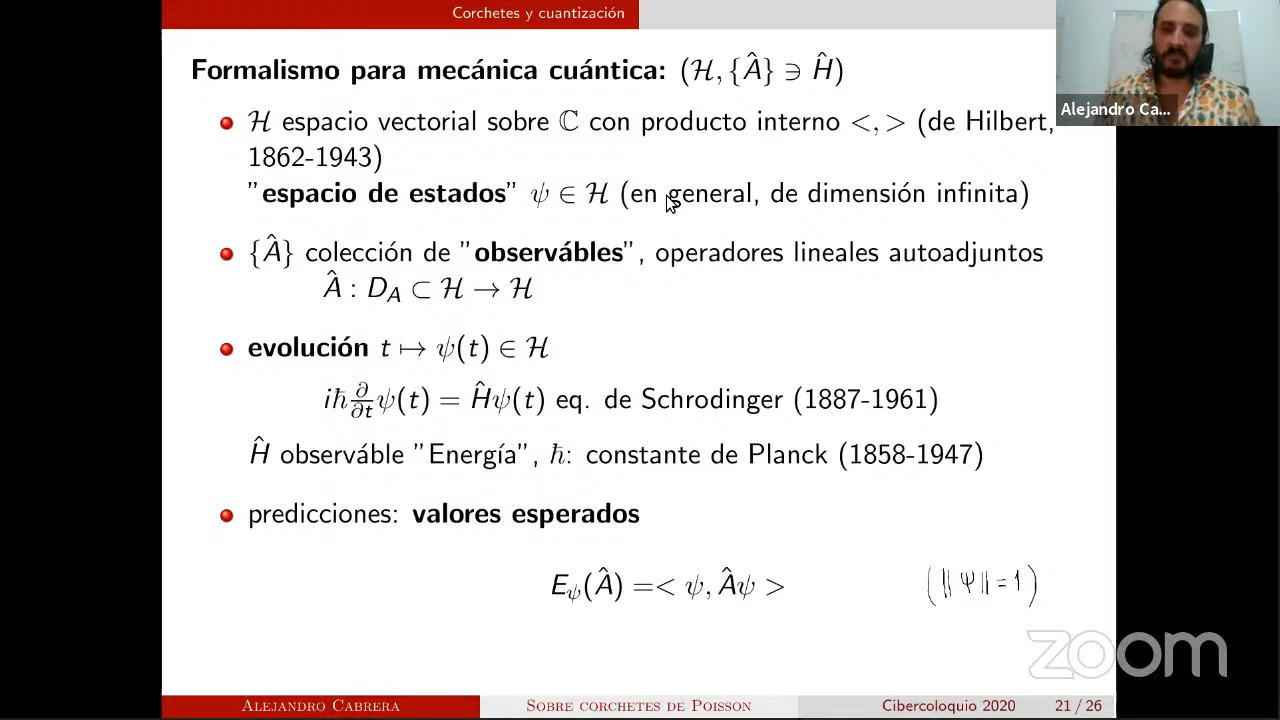 Corchetes y cuantización
Formalismo para mecánica cuántica: (ℋ, {Â} ∋ Ĥ)
ℋ espacio vectorial sobre ℂ con producto interno <, > (de Hilbert,
1862-1943)
"espacio de estados" ψ ∈ ℋ (en general, de dimensión infinita)
{Â} colección de "observábles", operadores lineales autoadjuntos
Â : D_A ⊂ ℋ → ℋ
evolución t ↦ ψ(t) ∈ ℋ
iℏ ∂/∂t ψ(t) = Ĥψ(t) eq. de Schrodinger (1887-1961)
Ĥ observáble "Energía", ℏ: constante de Planck (1858-1947)
predicciones: valores esperados
E_ψ(Â) =< ψ, Âψ > (‖ψ‖=1)
Alejandro Ca...
zoom
Alejandro Cabrera Sobre corchetes de Poisson Cibercoloquio 2020 21 / 26